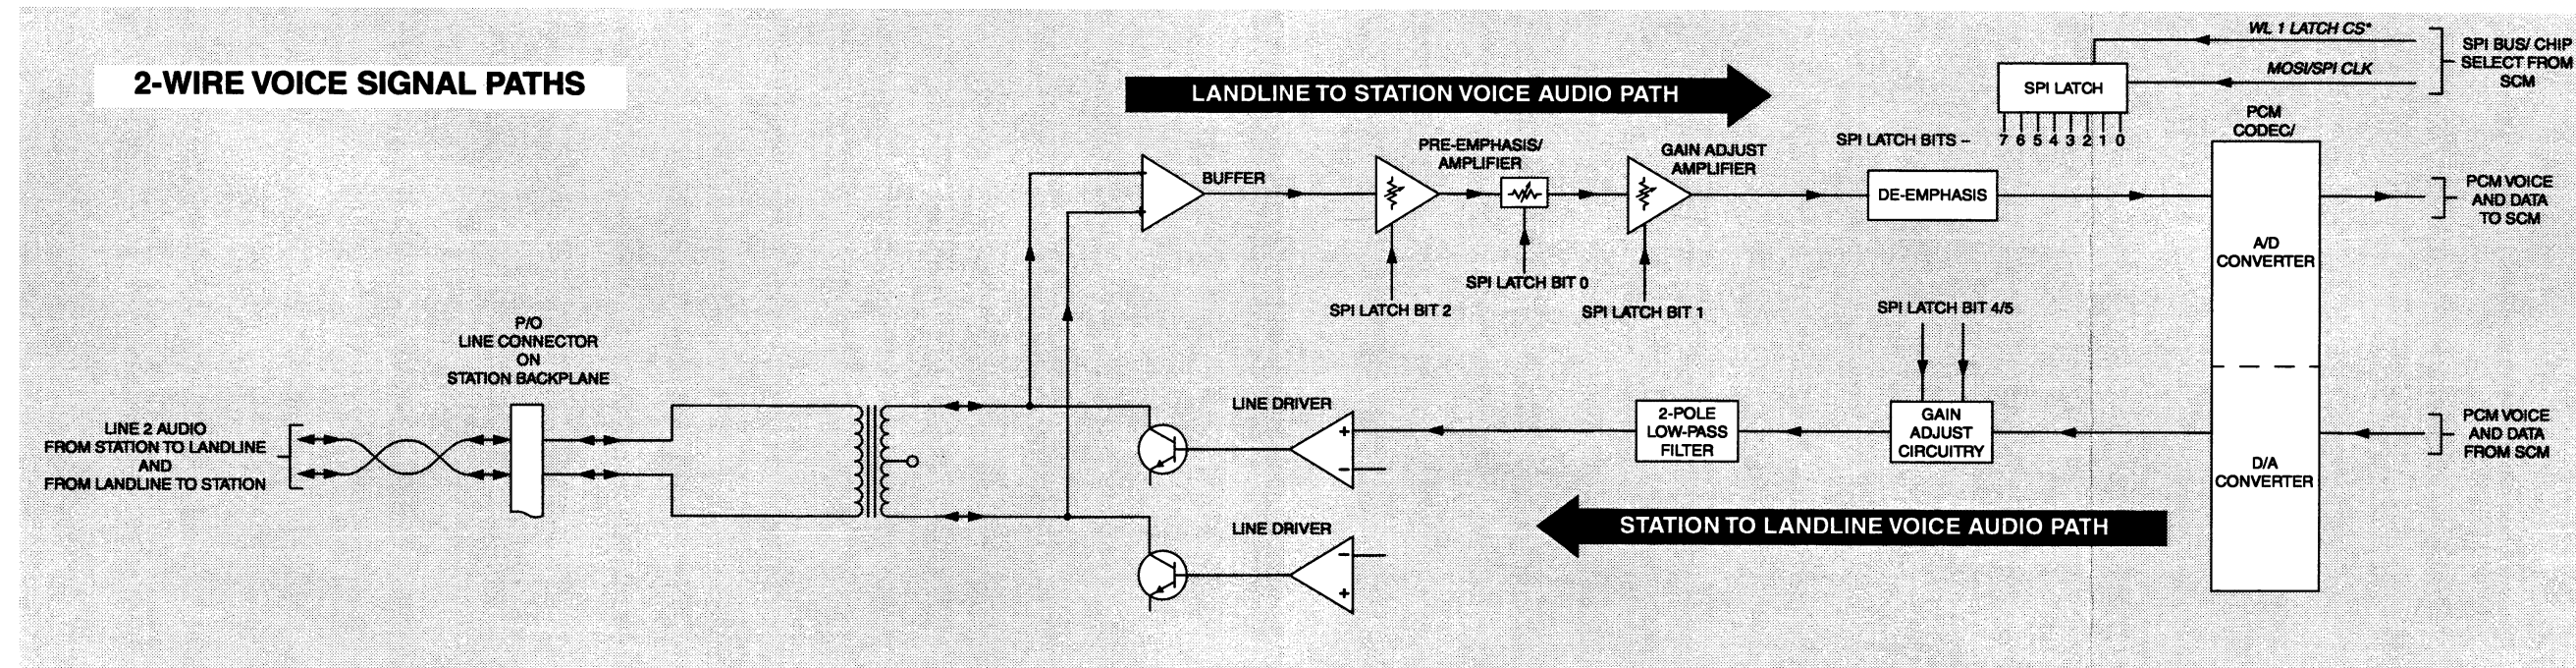 2-WIRE VOICE SIGNAL PATHS
LANDLINE TO STATION VOICE AUDIO PATH
WL 1 LATCH CS*
MOSI/SPI CLK
SPI BUS/ CHIP
SELECT FROM
SCM
SPI LATCH
SPI LATCH BITS –
7 6 5 4 3 2 1 0
PCM
CODEC/
BUFFER
PRE-EMPHASIS/
AMPLIFIER
GAIN ADJUST
AMPLIFIER
DE-EMPHASIS
PCM VOICE
AND DATA
TO SCM
A/D
CONVERTER
SPI LATCH BIT 2
SPI LATCH BIT 0
SPI LATCH BIT 1
SPI LATCH BIT 4/5
P/O
LINE CONNECTOR
ON
STATION BACKPLANE
LINE 2 AUDIO
FROM STATION TO LANDLINE
AND
FROM LANDLINE TO STATION
LINE DRIVER
+
–
2-POLE
LOW-PASS
FILTER
GAIN
ADJUST
CIRCUITRY
PCM VOICE
AND DATA
FROM SCM
D/A
CONVERTER
STATION TO LANDLINE VOICE AUDIO PATH
LINE DRIVER
–
+